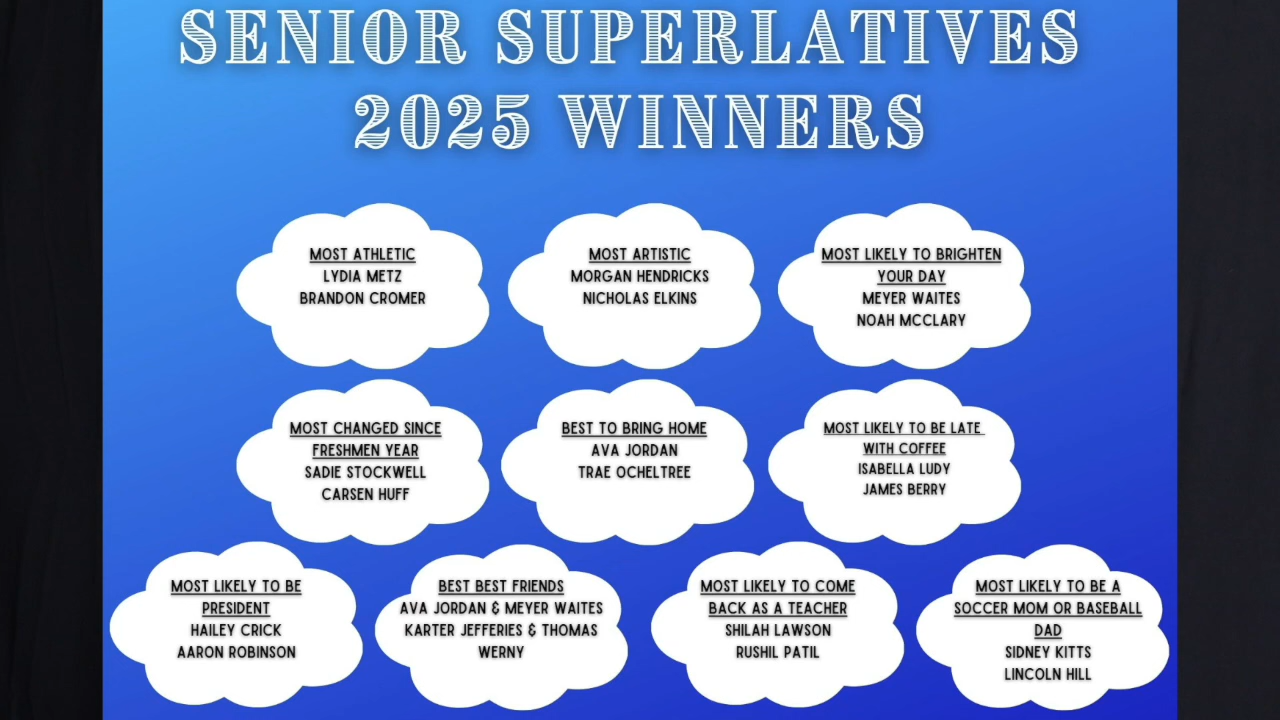 SENIOR SUPERLATIVES
2025 WINNERS
MOST ATHLETIC
LYDIA METZ
BRANDON CROMER
MOST ARTISTIC
MORGAN HENDRICKS
NICHOLAS ELKINS
MOST LIKELY TO BRIGHTEN
YOUR DAY
MEYER WAITES
NOAH MCCLARY
MOST CHANGED SINCE
FRESHMEN YEAR
SADIE STOCKWELL
CARSEN HUFF
BEST TO BRING HOME
AVA JORDAN
TRAE OCHELTREE
MOST LIKELY TO BE LATE
WITH COFFEE
ISABELLA LUDY
JAMES BERRY
MOST LIKELY TO BE
PRESIDENT
HAILEY CRICK
AARON ROBINSON
BEST BEST FRIENDS
AVA JORDAN & MEYER WAITES
KARTER JEFFERIES & THOMAS
WERNY
MOST LIKELY TO COME
BACK AS A TEACHER
SHILAH LAWSON
RUSHIL PATIL
MOST LIKELY TO BE A
SOCCER MOM OR BASEBALL
DAD
SIDNEY KITTS
LINCOLN HILL